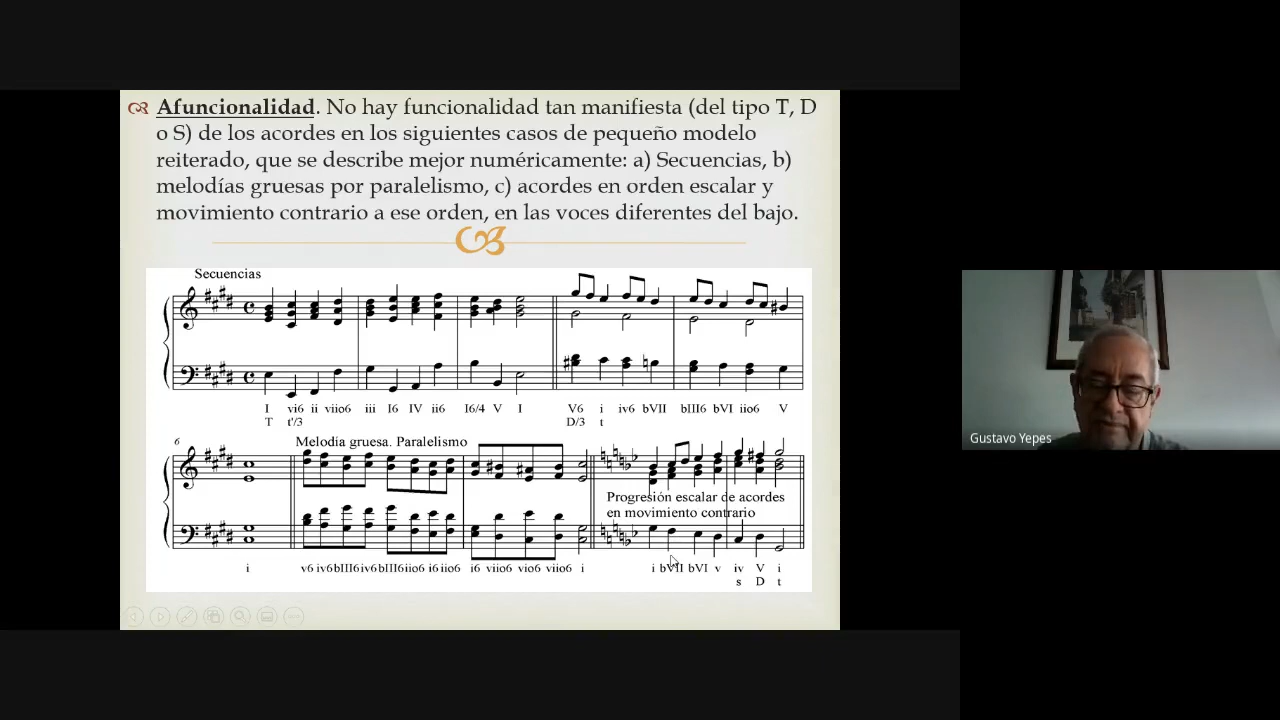 Afuncionalidad. No hay funcionalidad tan manifiesta (del tipo T, D
o S) de los acordes en los siguientes casos de pequeño modelo
reiterado, que se describe mejor numéricamente: a) Secuencias, b)
melodías gruesas por paralelismo, c) acordes en orden escalar y
movimiento contrario a ese orden, en las voces diferentes del bajo.
Secuencias
I vi6 ii viio6 iii I6 IV ii6 I6/4 V I V6 i iv6 bVII bIII6 bVI iio6 V
T t'/3 D/3 t
6
Melodia gruesa. Paralelismo
Progresión escalar de acordes
en movimiento contrario
i v6 iv6 bIII6 iv6 bIII6 iio6 i6 iio6 i6 viio6 vio6 viio6 i i bVII bVI v iv V i
s D t
Gustavo Yepes